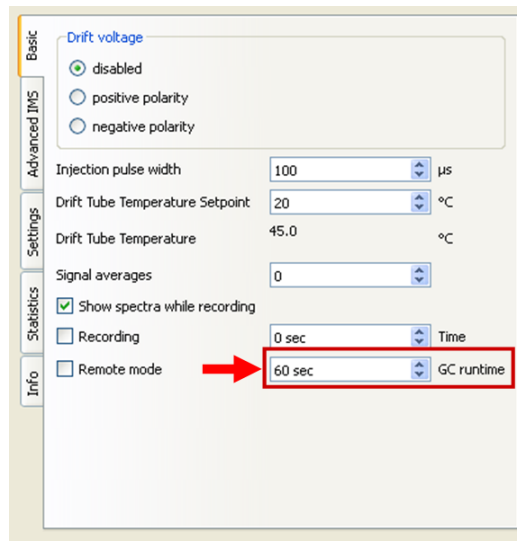 Basic
Advanced IMS
Settings
Statistics
Info
Drift voltage
disabled
positive polarity
negative polarity
Injection pulse width 100 µs
Drift Tube Temperature Setpoint 20 °C
Drift Tube Temperature 45.0 °C
Signal averages 0
Show spectra while recording
Recording 0 sec Time
Remote mode 60 sec GC runtime